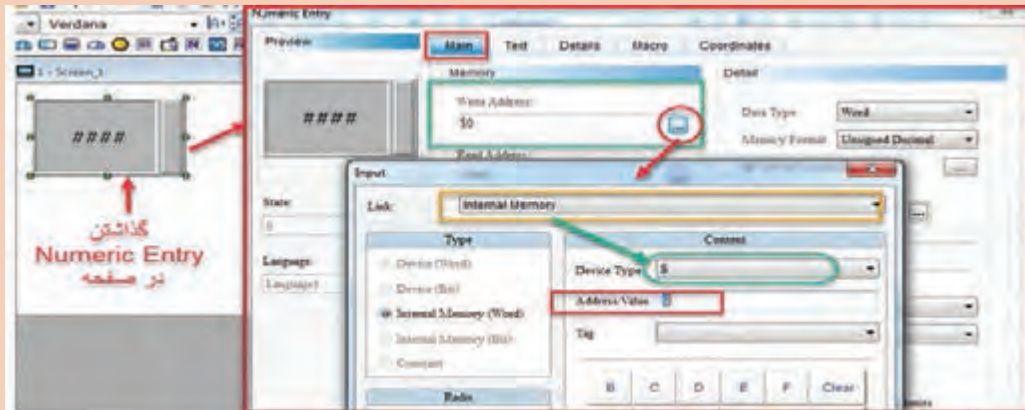 Verdana
Numeric Entry
Preview
Main Text Details Macro Coordinates
1 - Screen_1
Memory
Detail
Write Address:
$0
Data Type Word
Memory Format Unsigned Decimal
####
####
Read Address:
Input
Link: Internal Memory
State
Type
Content
Language
Language1
Device (Word)
Device (Bit)
Internal Memory (Word)
Internal Memory (Bit)
Constant
Device Type $
Address/Value
Tag
B C D E F Clear
Radix
گذاشتن
Numeric Entry
در صفحه